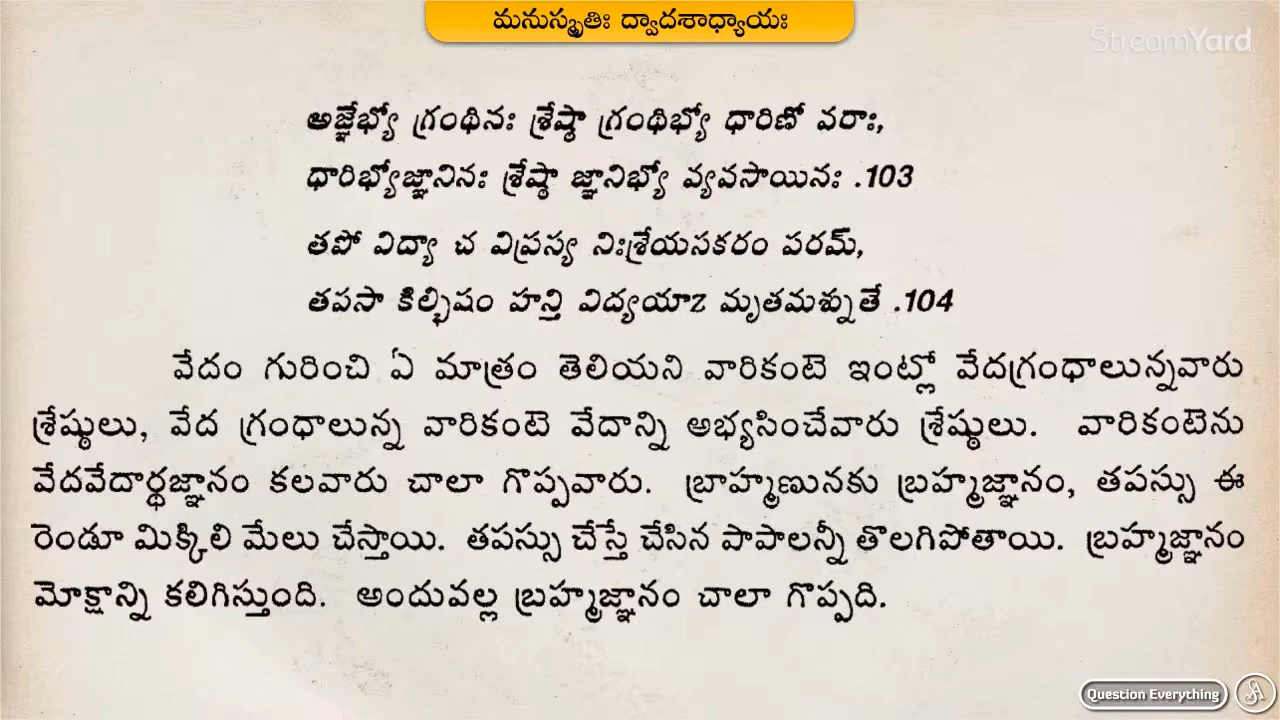 మనుస్మృతిః ద్వాదశాధ్యాయః
StreamYard
అజ్ఞేభ్యో గ్రంథినః శ్రేష్ఠా గ్రంథిభ్యో ధారిణో వరాః,
ధారిభ్యోజ్ఞానినః శ్రేష్ఠా జ్ఞానిభ్యో వ్యవసాయినః .103
తపో విద్యా చ విప్రస్య నిఃశ్రేయసకరం పరమ్,
తపసా కిల్బిషం హన్తి విద్యయాz మృతమశ్నుతే .104
వేదం గురించి ఏ మాత్రం తెలియని వారికంటె ఇంట్లో వేదగ్రంధాలున్నవారు
శ్రేష్ఠులు, వేద గ్రంధాలున్న వారికంటె వేదాన్ని అభ్యసించేవారు శ్రేష్ఠులు. వారికంటెను
వేదవేదార్థజ్ఞానం కలవారు చాలా గొప్పవారు. బ్రాహ్మణునకు బ్రహ్మజ్ఞానం, తపస్సు ఈ
రెండూ మిక్కిలి మేలు చేస్తాయి. తపస్సు చేస్తే చేసిన పాపాలన్నీ తొలగిపోతాయి. బ్రహ్మజ్ఞానం
మోక్షాన్ని కలిగిస్తుంది. అందువల్ల బ్రహ్మజ్ఞానం చాలా గొప్పది.
Question Everything